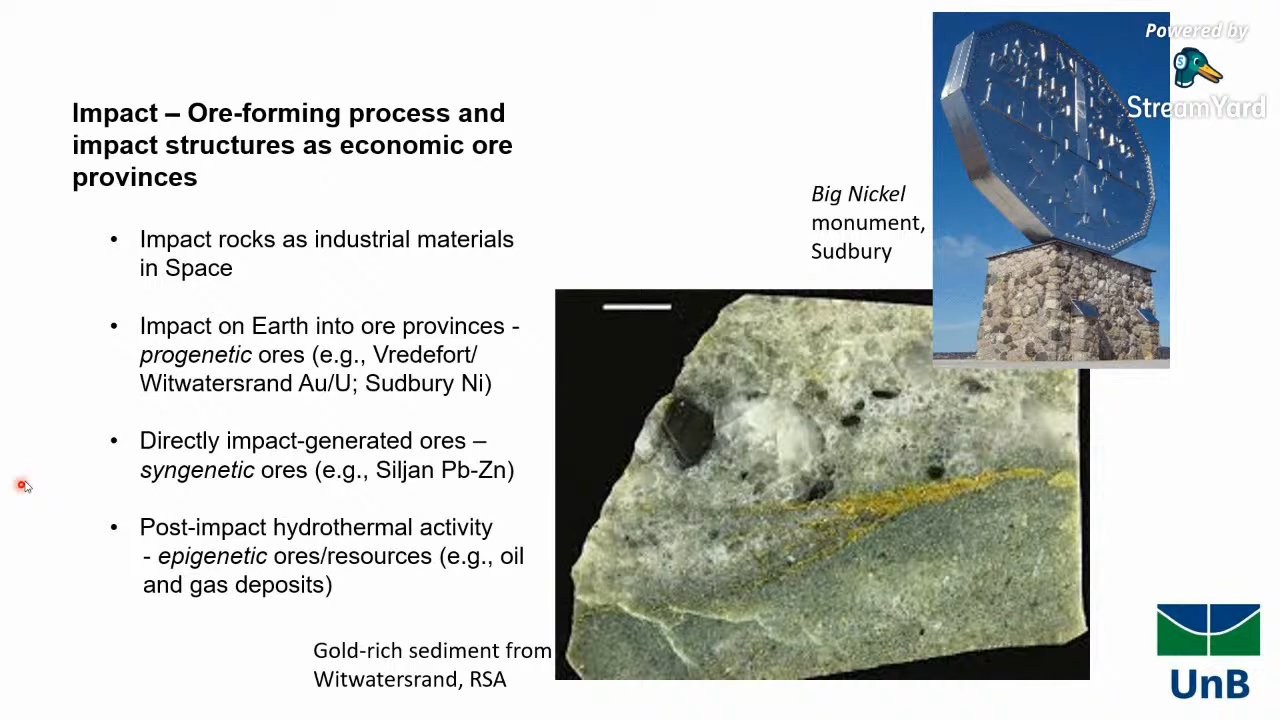 Powered by
StreamYard
Impact – Ore-forming process and
impact structures as economic ore
provinces
Big Nickel
monument,
Sudbury
• Impact rocks as industrial materials
in Space
• Impact on Earth into ore provinces -
progenetic ores (e.g., Vredefort/
Witwatersrand Au/U; Sudbury Ni)
• Directly impact-generated ores –
syngenetic ores (e.g., Siljan Pb-Zn)
• Post-impact hydrothermal activity
- epigenetic ores/resources (e.g., oil
and gas deposits)
Gold-rich sediment from
Witwatersrand, RSA
UnB